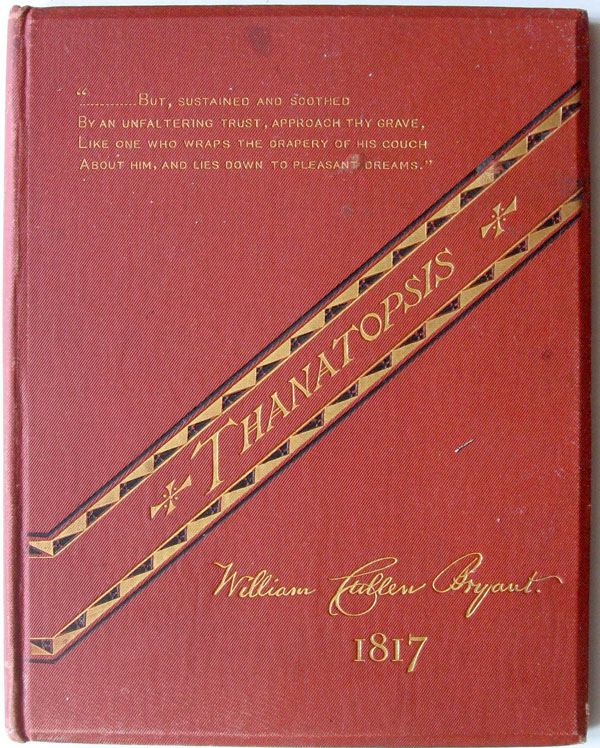 “............But, sustained and soothed
By an unfaltering trust, approach thy grave,
Like one who wraps the drapery of his couch
About him, and lies down to pleasant dreams.”
Thanatopsis
William Cullen Bryant.
1817